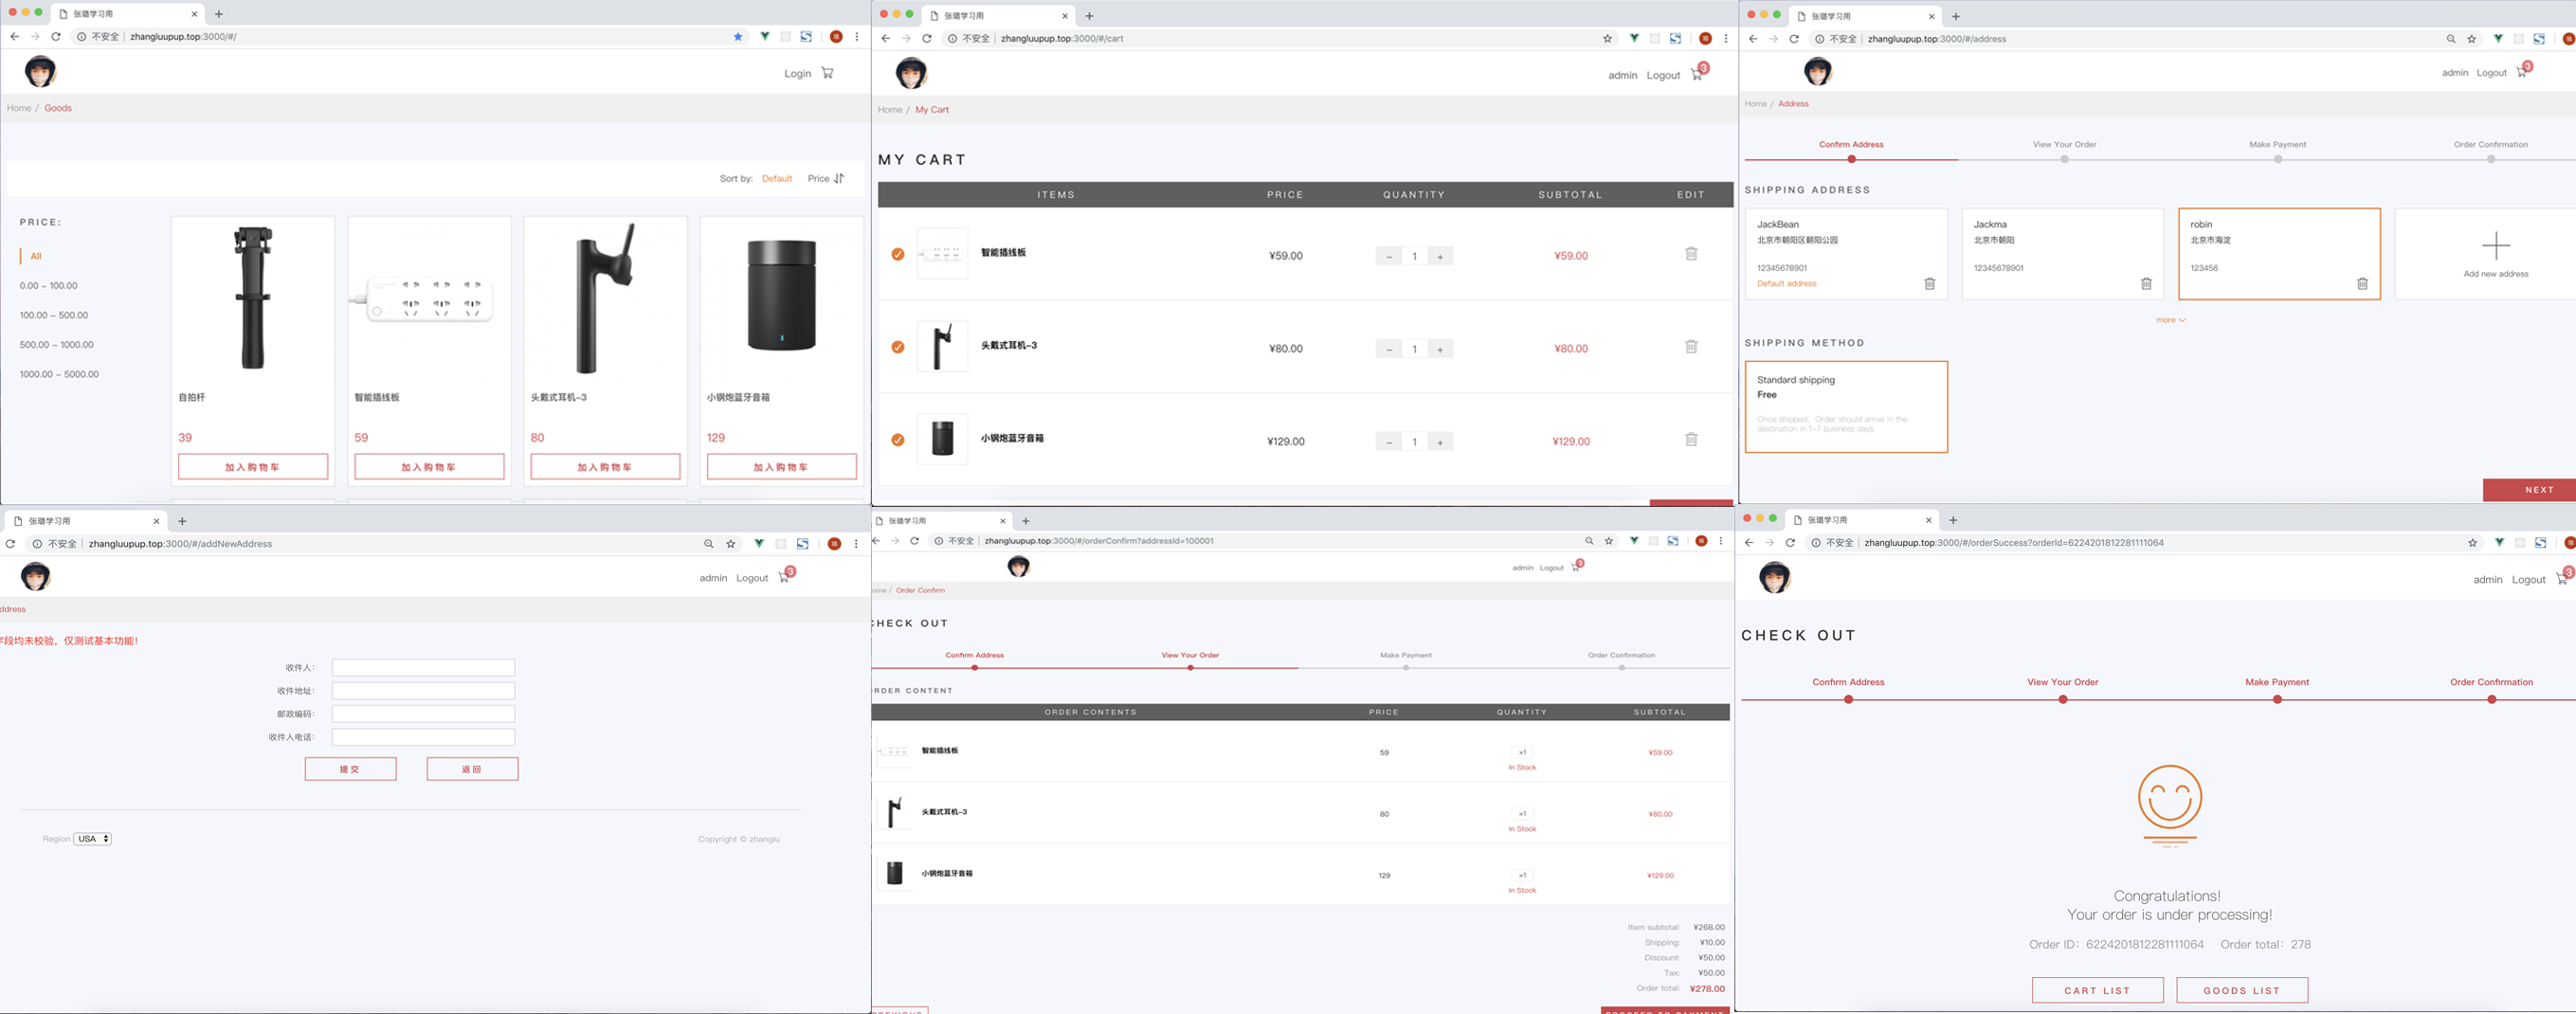 张璐学习用
不安全 | zhangluupup.top:3000/#/
Login
Home / Goods
Sort by: Default Price
PRICE:
All
0.00 - 100.00
100.00 - 500.00
500.00 - 1000.00
1000.00 - 5000.00
自拍杆
39
加入购物车
智能插线板
59
加入购物车
头戴式耳机-3
80
加入购物车
小钢炮蓝牙音箱
129
加入购物车
张璐学习用
不安全 | zhangluupup.top:3000/#/cart
admin Logout 3
Home / My Cart
MY CART
ITEMS PRICE QUANTITY SUBTOTAL EDIT
智能插线板 ¥59.00 - 1 + ¥59.00
头戴式耳机-3 ¥80.00 - 1 + ¥80.00
小钢炮蓝牙音箱 ¥129.00 - 1 + ¥129.00
张璐学习用
不安全 | zhangluupup.top:3000/#/address
admin Logout 3
Home / Address
Confirm Address View Your Order Make Payment Order Confirmation
SHIPPING ADDRESS
JackBean
北京市朝阳区朝阳公园
12345678901
Default address
Jackma
北京市朝阳
12345678901
robin
北京市海淀
123456
Add new address
more
SHIPPING METHOD
Standard shipping
Free
Once shipped, Order should arrive in the
destination in 1-7 business days
NEXT
张璐学习用
不安全 | zhangluupup.top:3000/#/addNewAddress
admin Logout 3
ddress
字段均未校验，仅测试基本功能！
收件人：
收件地址：
邮政编码：
收件人电话：
提交 返回
Region USA
Copyright © zhanglu
张璐学习用
不安全 | zhangluupup.top:3000/#/orderConfirm?addressId=100001
admin Logout 3
ome / Order Confirm
CHECK OUT
Confirm Address View Your Order Make Payment Order Confirmation
ORDER CONTENT
ORDER CONTENTS PRICE QUANTITY SUBTOTAL
智能插线板 59 x1 ¥59.00
In Stock
头戴式耳机-3 80 x1 ¥80.00
In Stock
小钢炮蓝牙音箱 129 x1 ¥129.00
In Stock
Item subtotal: ¥268.00
Shipping: ¥10.00
Discount: ¥50.00
Tax: ¥50.00
Order total: ¥278.00
PREVIOUS PROCEED TO PAYMENT
张璐学习用
不安全 | zhangluupup.top:3000/#/orderSuccess?orderId=6224201812281111064
admin Logout 3
CHECK OUT
Confirm Address View Your Order Make Payment Order Confirmation
Congratulations!
Your order is under processing!
Order ID：6224201812281111064 Order total：278
CART LIST GOODS LIST